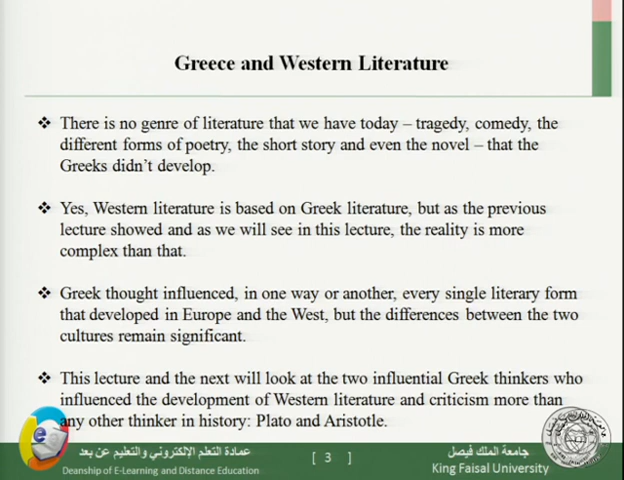 Greece and Western Literature
❖ There is no genre of literature that we have today – tragedy, comedy, the
different forms of poetry, the short story and even the novel – that the
Greeks didn't develop.
❖ Yes, Western literature is based on Greek literature, but as the previous
lecture showed and as we will see in this lecture, the reality is more
complex than that.
❖ Greek thought influenced, in one way or another, every single literary form
that developed in Europe and the West, but the differences between the two
cultures remain significant.
❖ This lecture and the next will look at the two influential Greek thinkers who
influenced the development of Western literature and criticism more than
any other thinker in history: Plato and Aristotle.
عمادة التعلم الإلكتروني والتعليم عن بعد
Deanship of E-Learning and Distance Education
[ 3 ]
جامعة الملك فيصل
King Faisal University